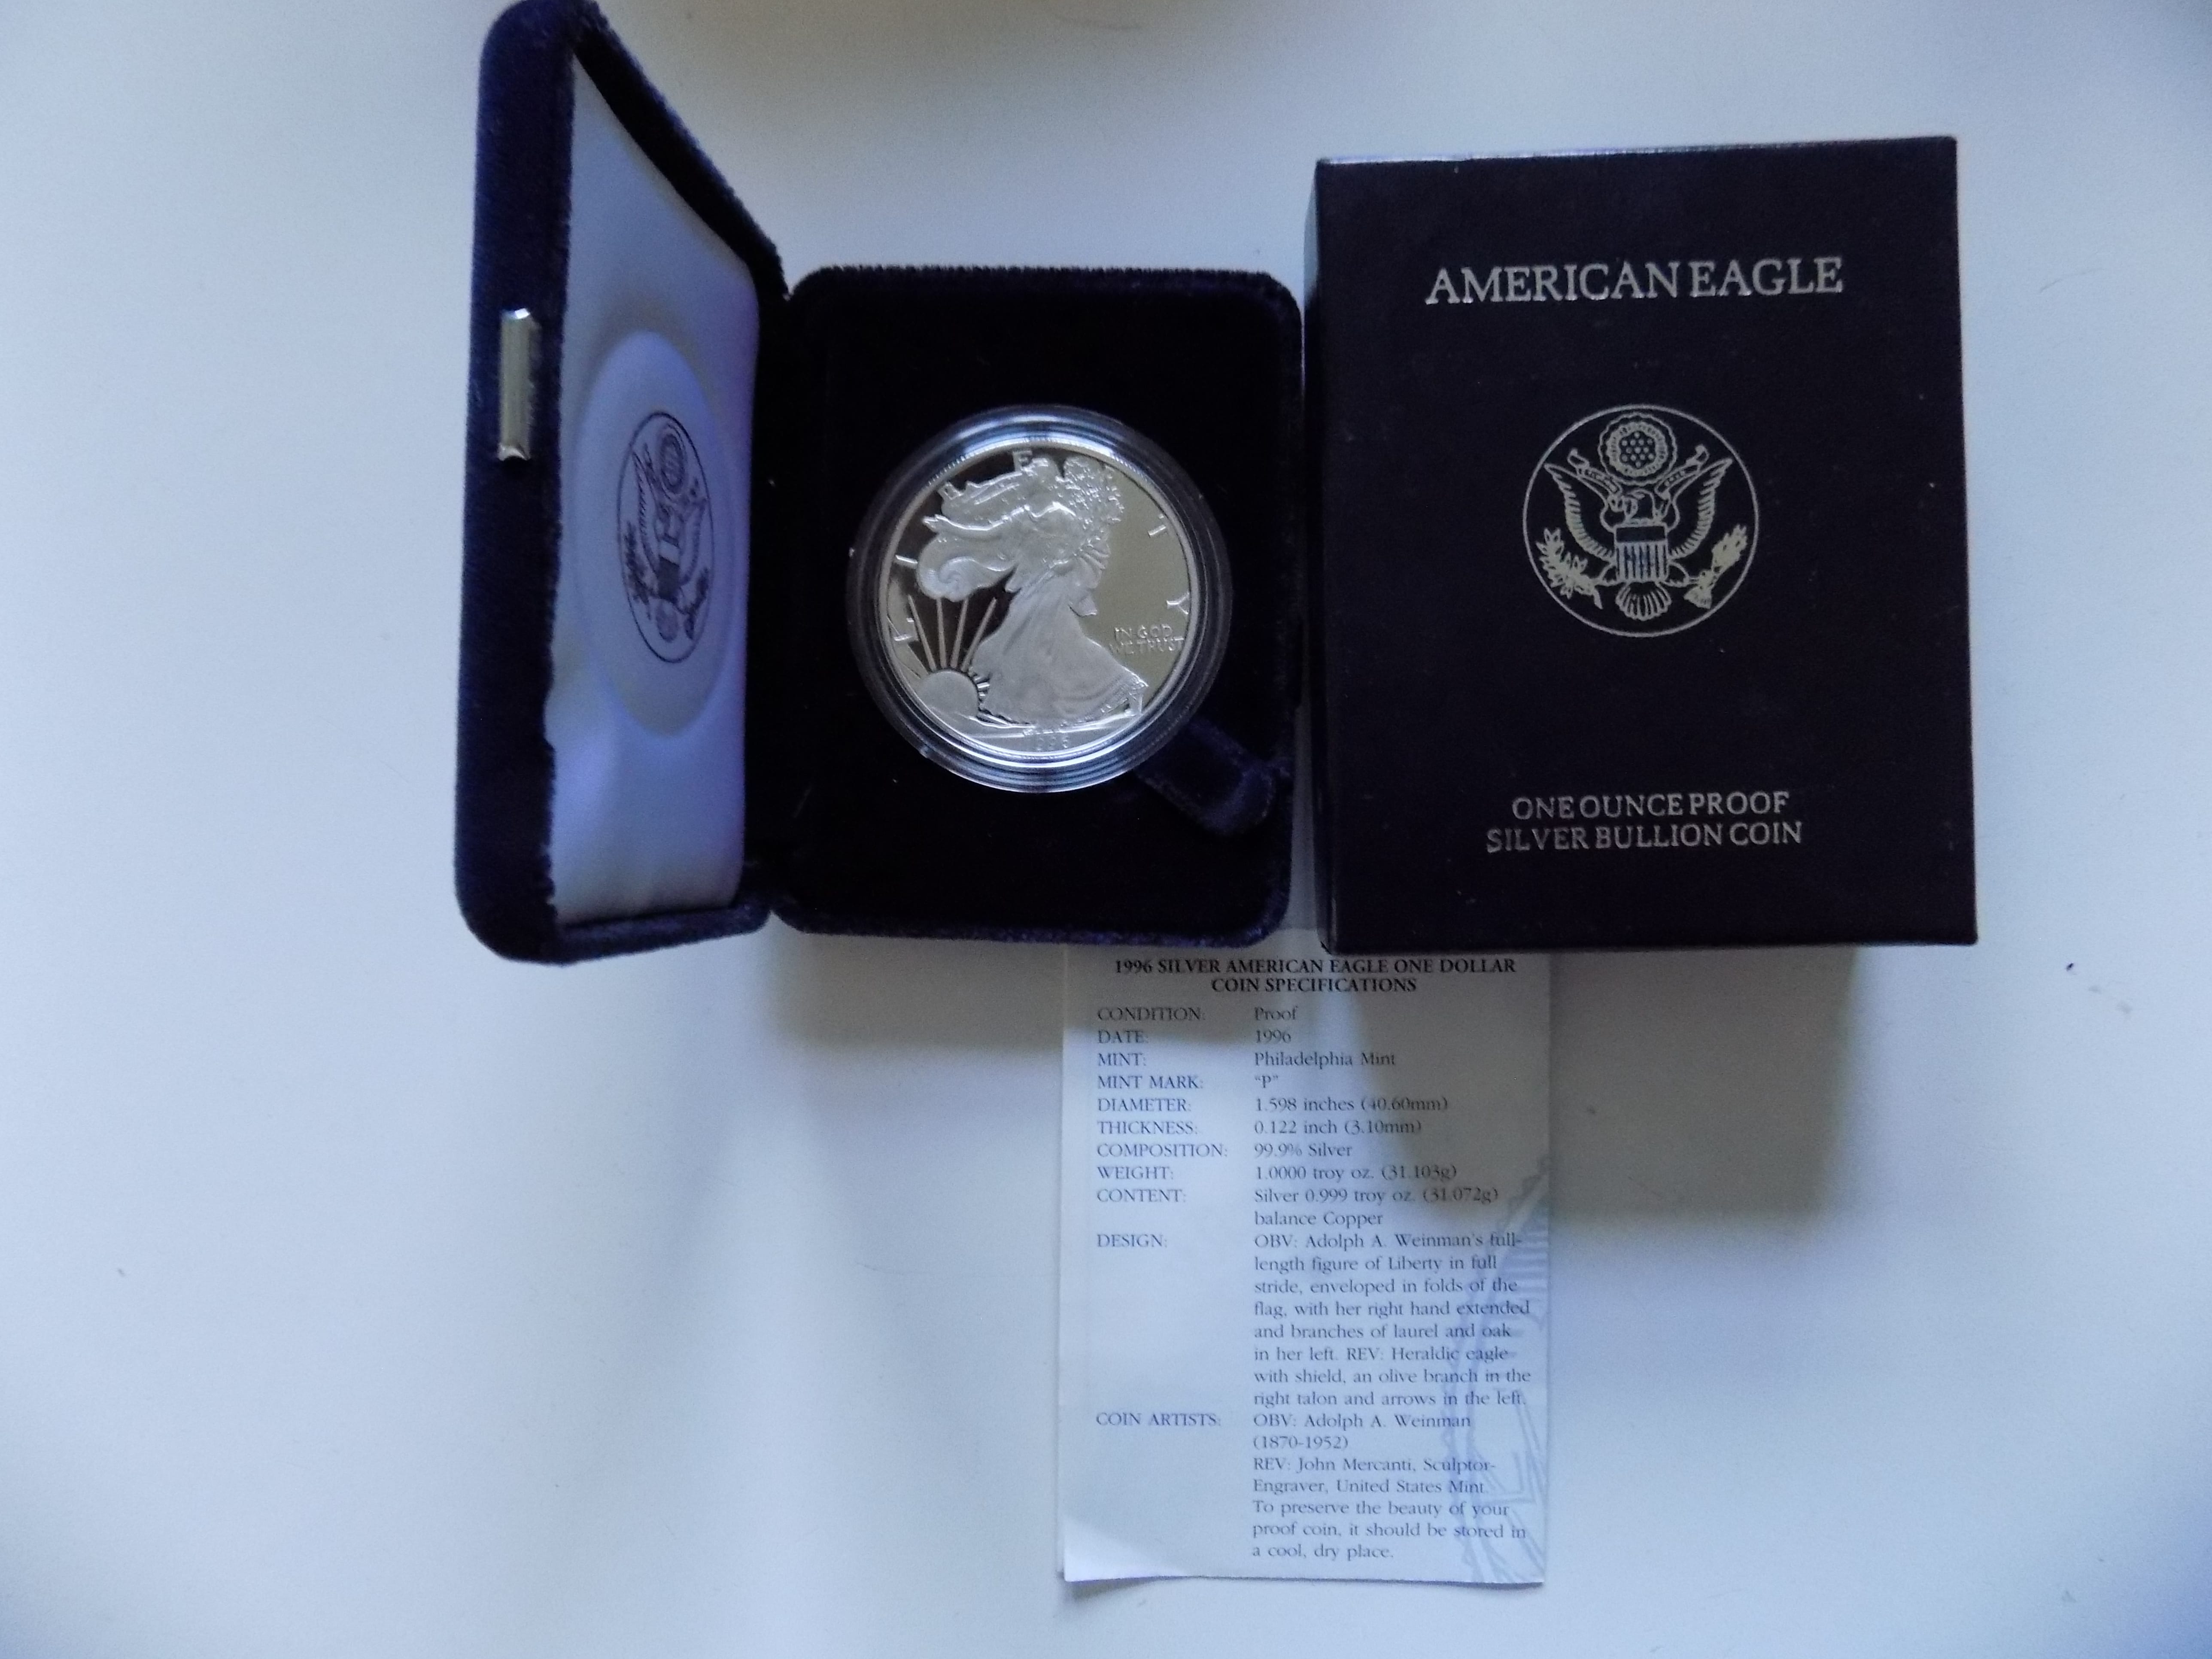 LIBERTY
IN GOD
WE TRUST
1996
AMERICAN EAGLE
ONE OUNCE PROOF
SILVER BULLION COIN
1996 SILVER AMERICAN EAGLE ONE DOLLAR
COIN SPECIFICATIONS
CONDITION: Proof
DATE: 1996
MINT: Philadelphia Mint
MINT MARK: "P"
DIAMETER: 1.598 inches (40.60mm)
THICKNESS: 0.122 inch (3.10mm)
COMPOSITION: 99.9% Silver
WEIGHT: 1.0000 troy oz. (31.103g)
CONTENT: Silver 0.999 troy oz. (31.072g)
balance Copper
DESIGN: OBV: Adolph A. Weinman's full-
length figure of Liberty in full
stride, enveloped in folds of the
flag, with her right hand extended
and branches of laurel and oak
in her left. REV: Heraldic eagle
with shield, an olive branch in the
right talon and arrows in the left.
COIN ARTISTS: OBV: Adolph A. Weinman
(1870-1952)
REV: John Mercanti, Sculptor-
Engraver, United States Mint
To preserve the beauty of your
proof coin, it should be stored in
a cool, dry place.